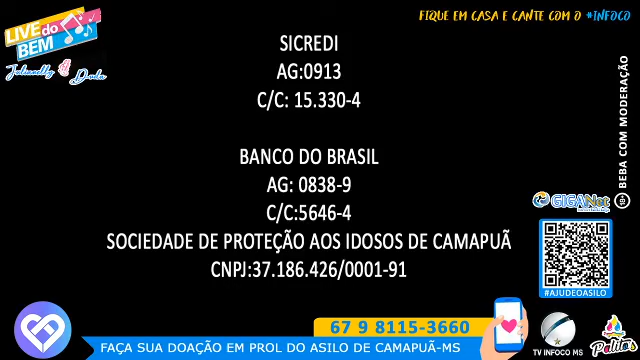 LIVE do BEM
Julianelly & Duda
FIQUE EM CASA E CANTE COM O #INFOCO
SICREDI
AG:0913
C/C: 15.330-4
BANCO DO BRASIL
AG: 0838-9
C/C:5646-4
SOCIEDADE DE PROTEÇÃO AOS IDOSOS DE CAMAPUÃ
CNPJ:37.186.426/0001-91
18+ BEBA COM MODERAÇÃO
GIGANet
#AJUDEOASILO
67 9 8115-3660
FAÇA SUA DOAÇÃO EM PROL DO ASILO DE CAMAPUÃ-MS
TV INFOCO MS